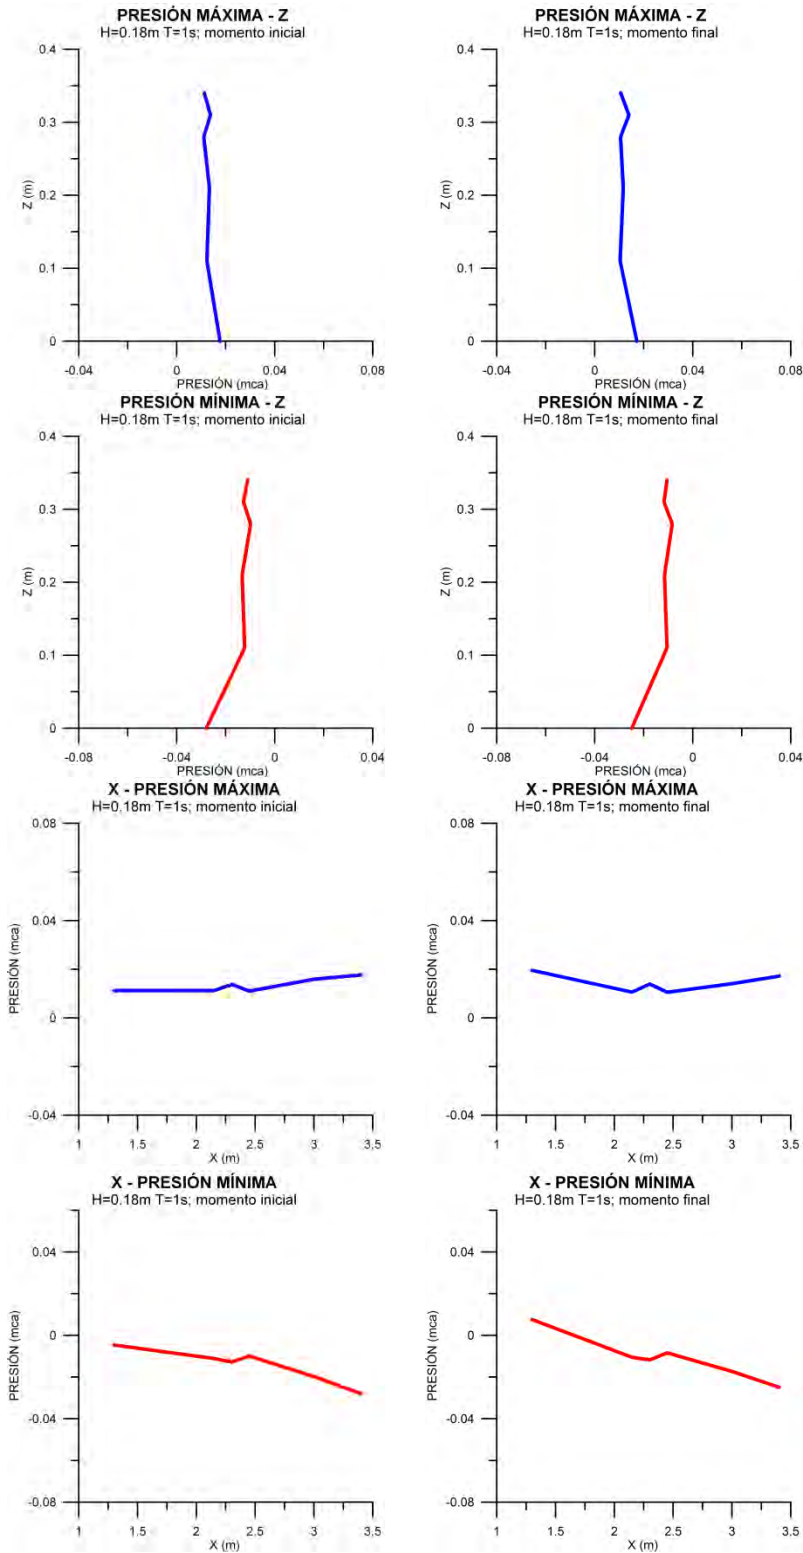 PRESIÓN MÁXIMA - Z
H=0.18m T=1s; momento inicial
0.4
0.3
0.2
0.1
0
Z (m)
-0.04
0
0.04
0.08
PRESIÓN (mca)
PRESIÓN MÁXIMA - Z
H=0.18m T=1s; momento final
0.4
0.3
0.2
0.1
0
Z (m)
-0.04
0
0.04
0.08
PRESIÓN (mca)
PRESIÓN MÍNIMA - Z
H=0.18m T=1s; momento inicial
0.4
0.3
0.2
0.1
0
Z (m)
-0.08
-0.04
0
0.04
PRESIÓN (mca)
PRESIÓN MÍNIMA - Z
H=0.18m T=1s; momento final
0.4
0.3
0.2
0.1
0
Z (m)
-0.08
-0.04
0
0.04
PRESIÓN (mca)
X - PRESIÓN MÁXIMA
H=0.18m T=1s; momento inicial
0.08
0.04
0
-0.04
PRESIÓN (mca)
1
1.5
2
2.5
3
3.5
X (m)
X - PRESIÓN MÁXIMA
H=0.18m T=1s; momento final
0.08
0.04
0
-0.04
PRESIÓN (mca)
1
1.5
2
2.5
3
3.5
X (m)
X - PRESIÓN MÍNIMA
H=0.18m T=1s; momento inicial
0.04
0
-0.04
-0.08
PRESIÓN (mca)
1
1.5
2
2.5
3
3.5
X (m)
X - PRESIÓN MÍNIMA
H=0.18m T=1s; momento final
0.04
0
-0.04
-0.08
PRESIÓN (mca)
1
1.5
2
2.5
3
3.5
X (m)